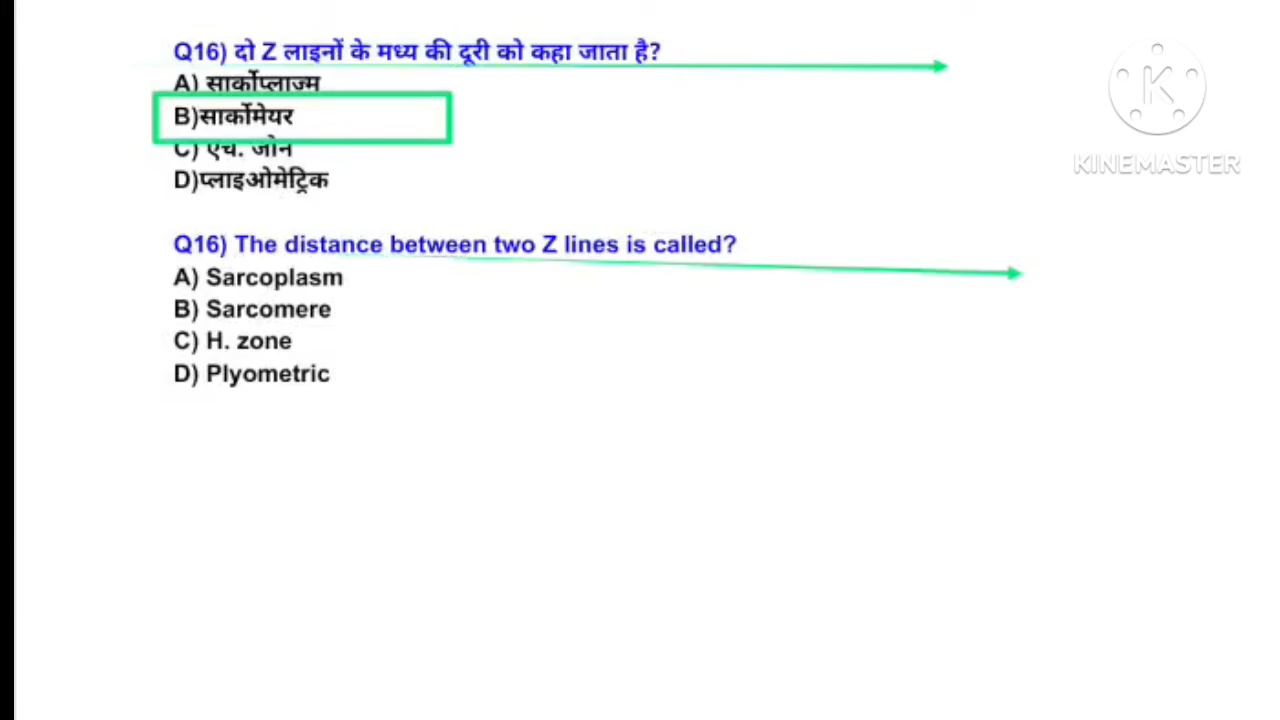 Q16) दो Z लाइनों के मध्य की दूरी को कहा जाता है?
A) सार्कोप्लाज्म
B)सार्कोमेयर
C) एच. जोन
D)प्लाइओमेट्रिक
Q16) The distance between two Z lines is called?
A) Sarcoplasm
B) Sarcomere
C) H. zone
D) Plyometric
K
KINEMASTER